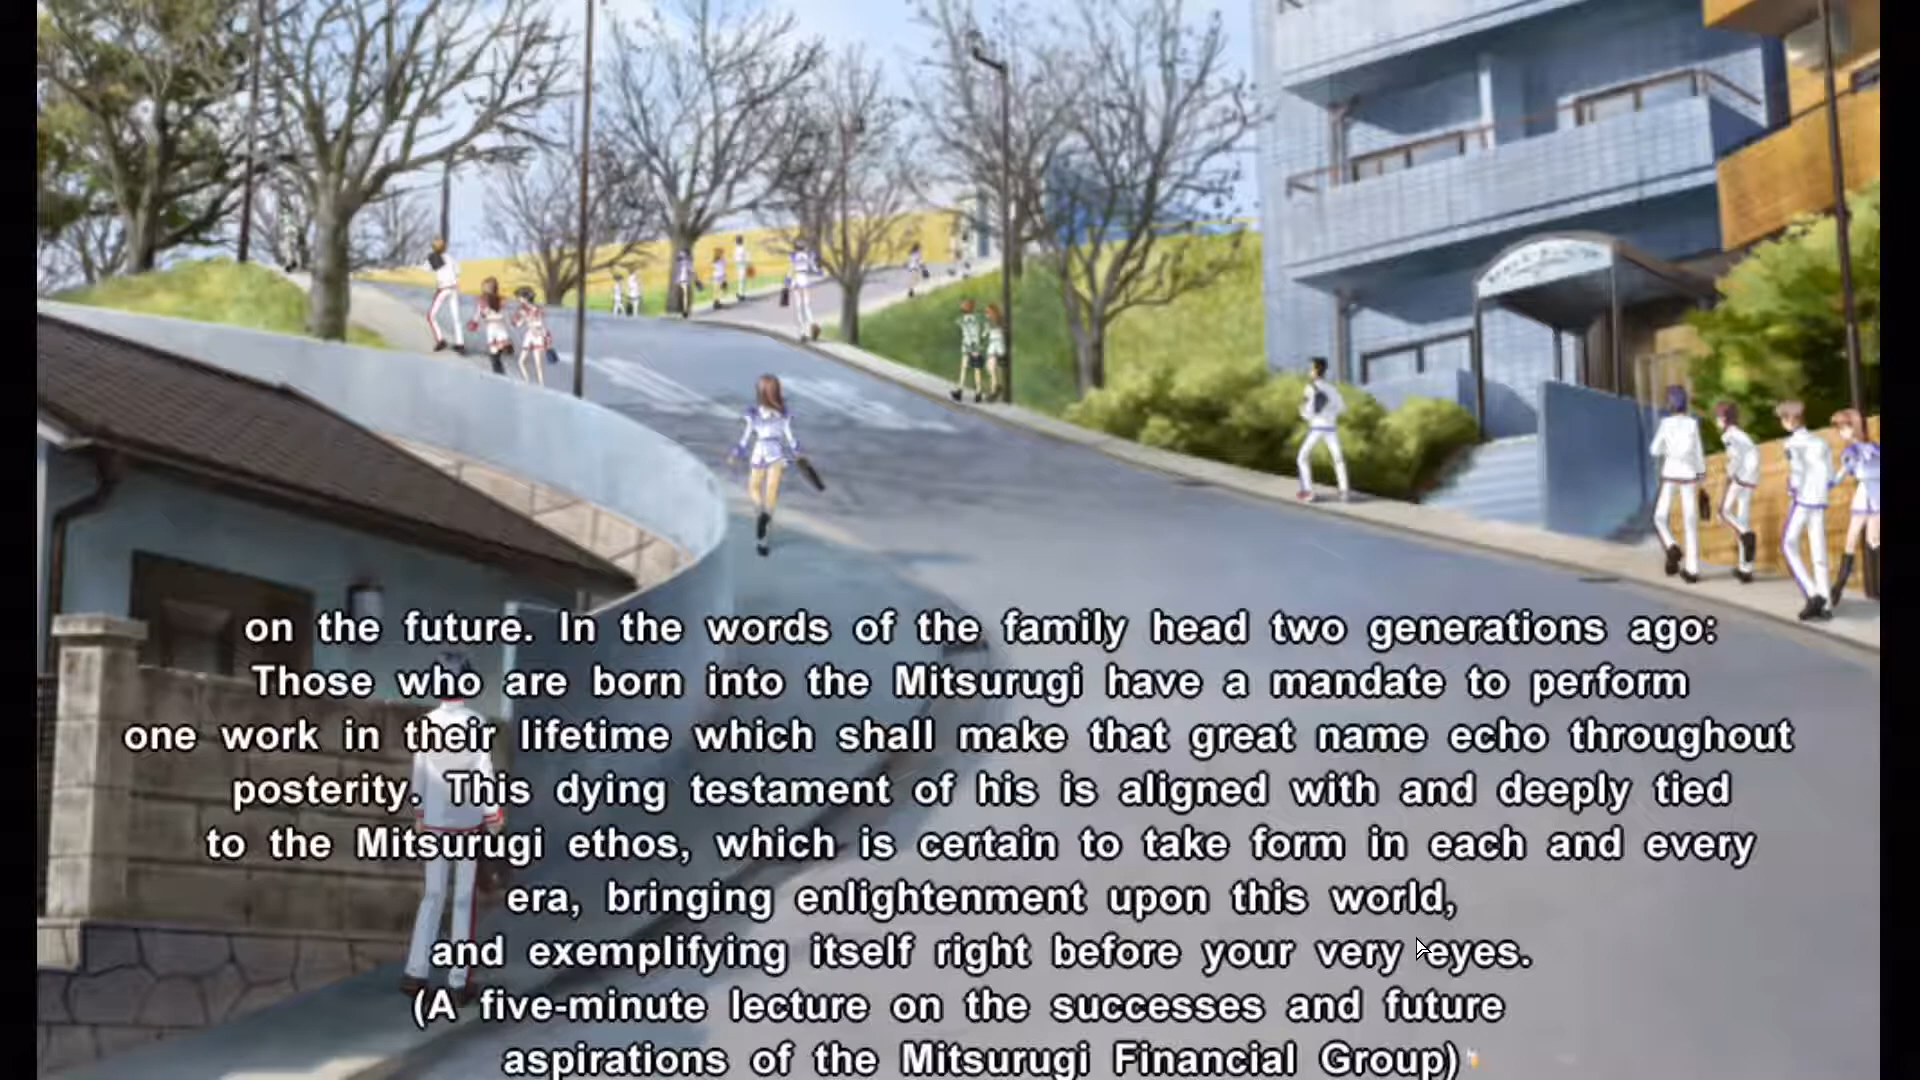 on the future. In the words of the family head two generations ago:
Those who are born into the Mitsurugi have a mandate to perform
one work in their lifetime which shall make that great name echo throughout
posterity. This dying testament of his is aligned with and deeply tied
to the Mitsurugi ethos, which is certain to take form in each and every
era, bringing enlightenment upon this world,
and exemplifying itself right before your very eyes.
(A five-minute lecture on the successes and future
aspirations of the Mitsurugi Financial Group)